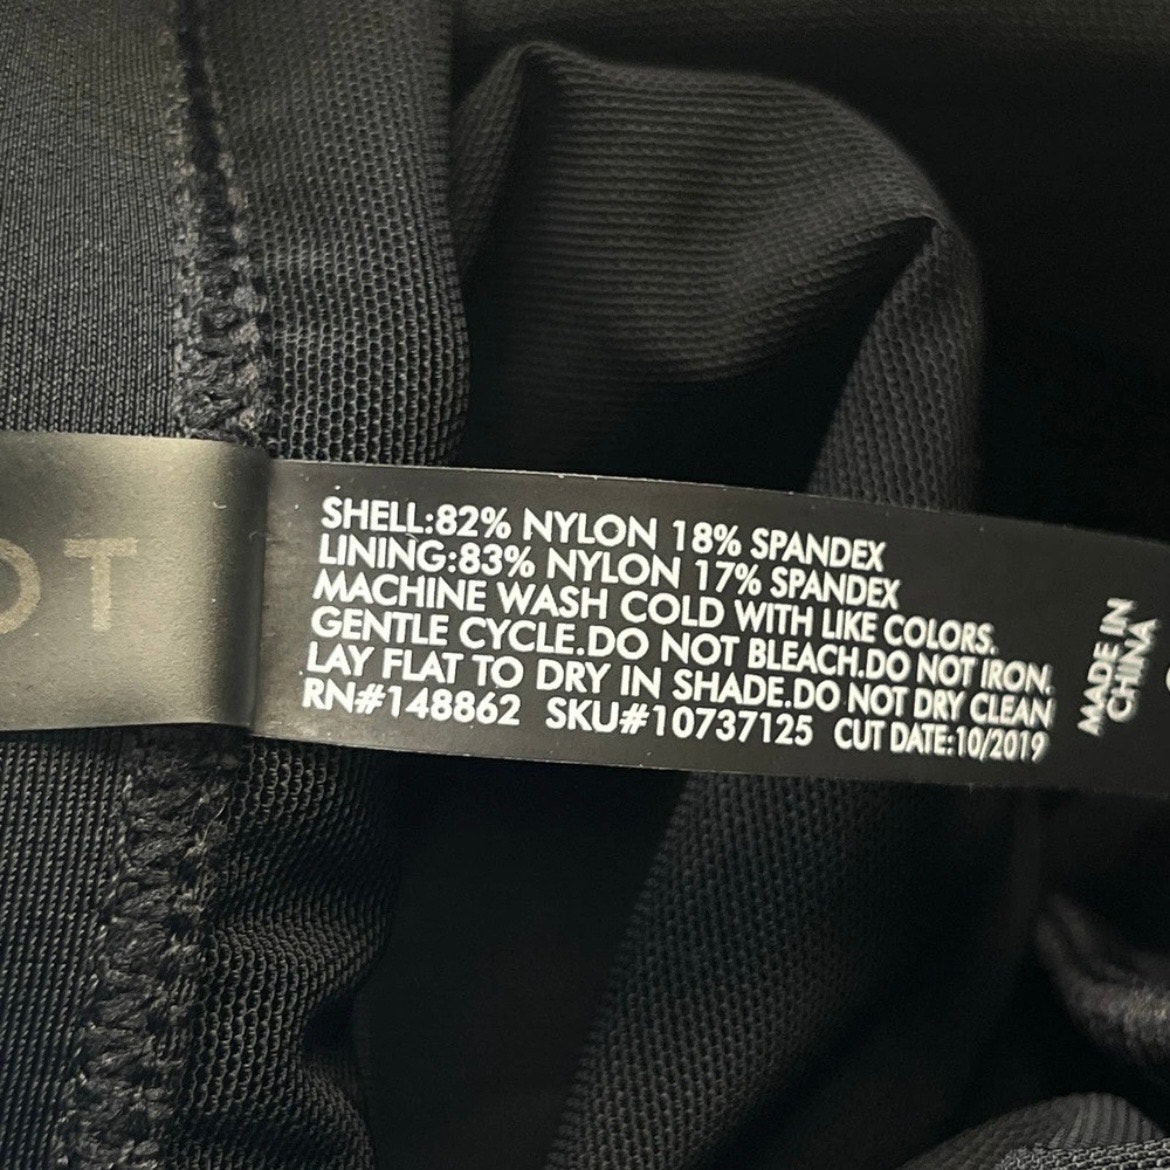 OT
SHELL:82% NYLON 18% SPANDEX
LINING:83% NYLON 17% SPANDEX
MACHINE WASH COLD WITH LIKE COLORS.
GENTLE CYCLE.DO NOT BLEACH.DO NOT IRON.
LAY FLAT TO DRY IN SHADE.DO NOT DRY CLEAN
RN#148862 SKU#10737125 CUT DATE:10/2019
MADE IN
CHINA